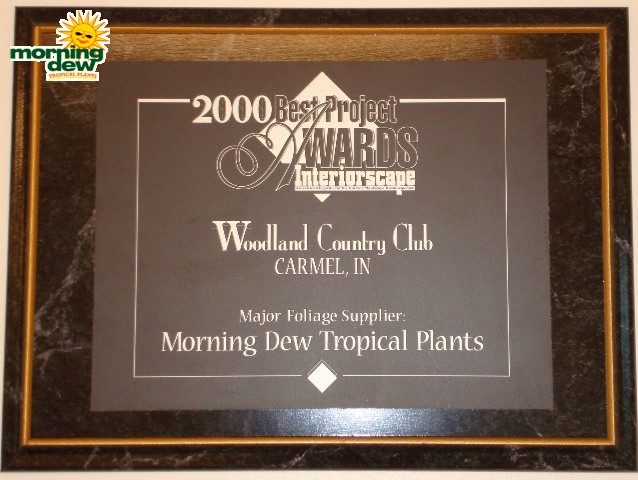 morning
dew
TROPICAL PLANTS
2000 Best Project
AWARDS
Interiorscape
Woodland Country Club
CARMEL, IN
Major Foliage Supplier:
Morning Dew Tropical Plants